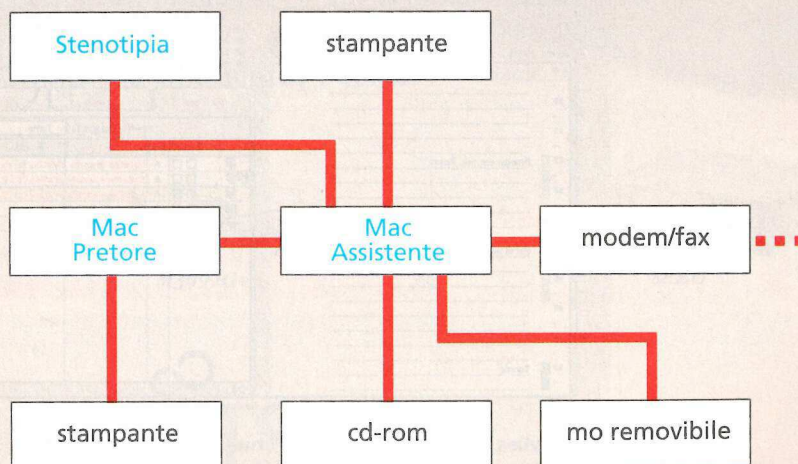 Stenotipia
stampante
Mac
Pretore
Mac
Assistente
modem/fax
stampante
cd-rom
mo removibile